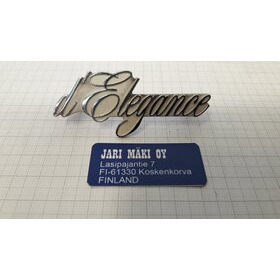 d'Elegance
JARI MÄKI OY
Lasipajantie 7
FI-61330 Koskenkorva
FINLAND